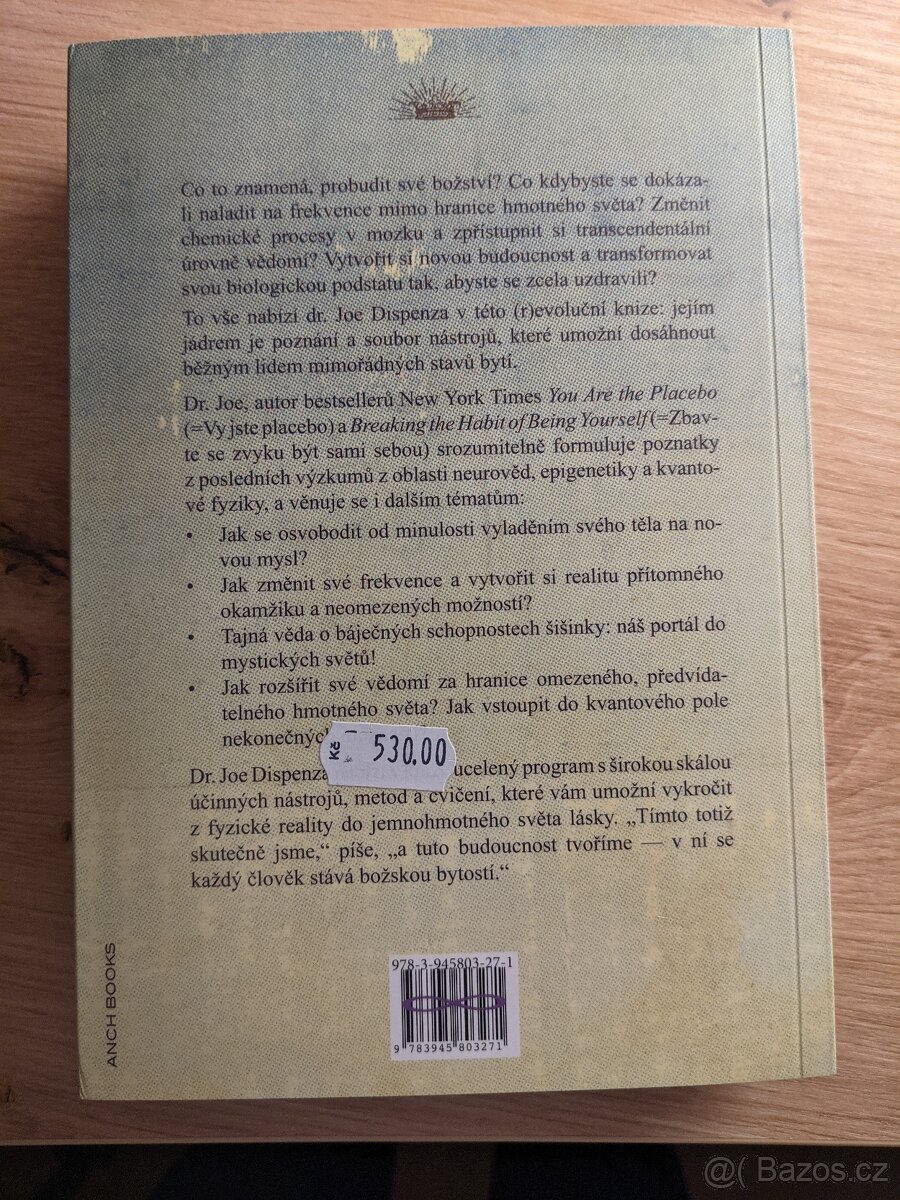 Co to znamená, probudit své božství? Co kdybyste se dokáza-
li naladit na frekvence mimo hranice hmotného světa? Změnit
chemické procesy v mozku a zpřístupnit si transcendentální
úrovně vědomí? Vytvořit si novou budoucnost a transformovat
svou biologickou podstatu tak, abyste se zcela uzdravili?
To vše nabízí dr. Joe Dispenza v této (r)evoluční knize: jejím
jádrem je poznání a soubor nástrojů, které umožní dosáhnout
běžným lidem mimořádných stavů bytí.
Dr. Joe, autor bestsellerů New York Times You Are the Placebo
(=Vy jste placebo) a Breaking the Habit of Being Yourself (=Zbav-
te se zvyku být sami sebou) srozumitelně formuluje poznatky
z posledních výzkumů z oblasti neurověd, epigenetiky a kvanto-
vé fyziky, a věnuje se i dalším tématům:
• Jak se osvobodit od minulosti vyladěním svého těla na no-
vou mysl?
• Jak změnit své frekvence a vytvořit si realitu přítomného
okamžiku a neomezených možností?
• Tajná věda o báječných schopnostech šišinky: náš portál do
mystických světů!
• Jak rozšířit své vědomí za hranice omezeného, předvída-
telného hmotného světa? Jak vstoupit do kvantového pole
nekonečných
Kč 530.00
Dr. Joe Dispenza ucelený program s širokou skálou
účinných nástrojů, metod a cvičení, které vám umožní vykročit
z fyzické reality do jemnohmotného světa lásky. „Tímto totiž
skutečně jsme,“ píše, „a tuto budoucnost tvoříme — v ní se
každý člověk stává božskou bytostí.“
ANCH BOOKS
978-3-945803-27-1
9 783945 803271
@( Bazos.cz